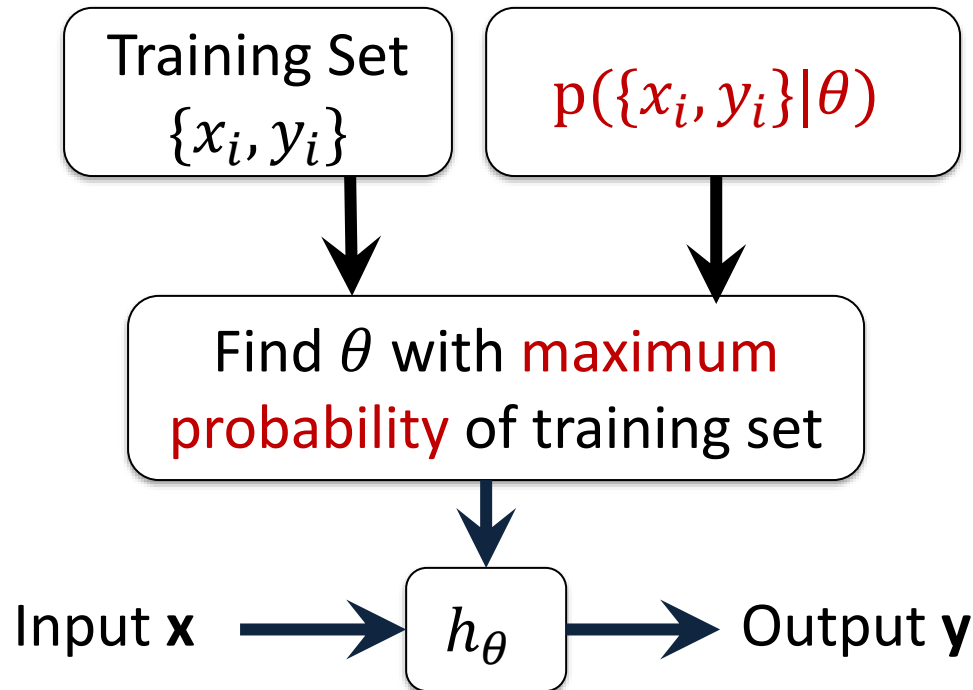 Training Set
{xᵢ, yᵢ}
p({xᵢ, yᵢ}|θ)
Find θ with maximum
probability of training set
Input x
h_θ
Output y